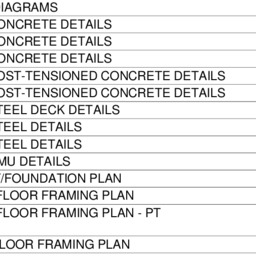 DIAGRAMS
ONCRETE DETAILS
ONCRETE DETAILS
ONCRETE DETAILS
OST-TENSIONED CONCRETE DETAILS
OST-TENSIONED CONCRETE DETAILS
TEEL DECK DETAILS
TEEL DETAILS
TEEL DETAILS
MU DETAILS
/FOUNDATION PLAN
FLOOR FRAMING PLAN
FLOOR FRAMING PLAN - PT
LOOR FRAMING PLAN